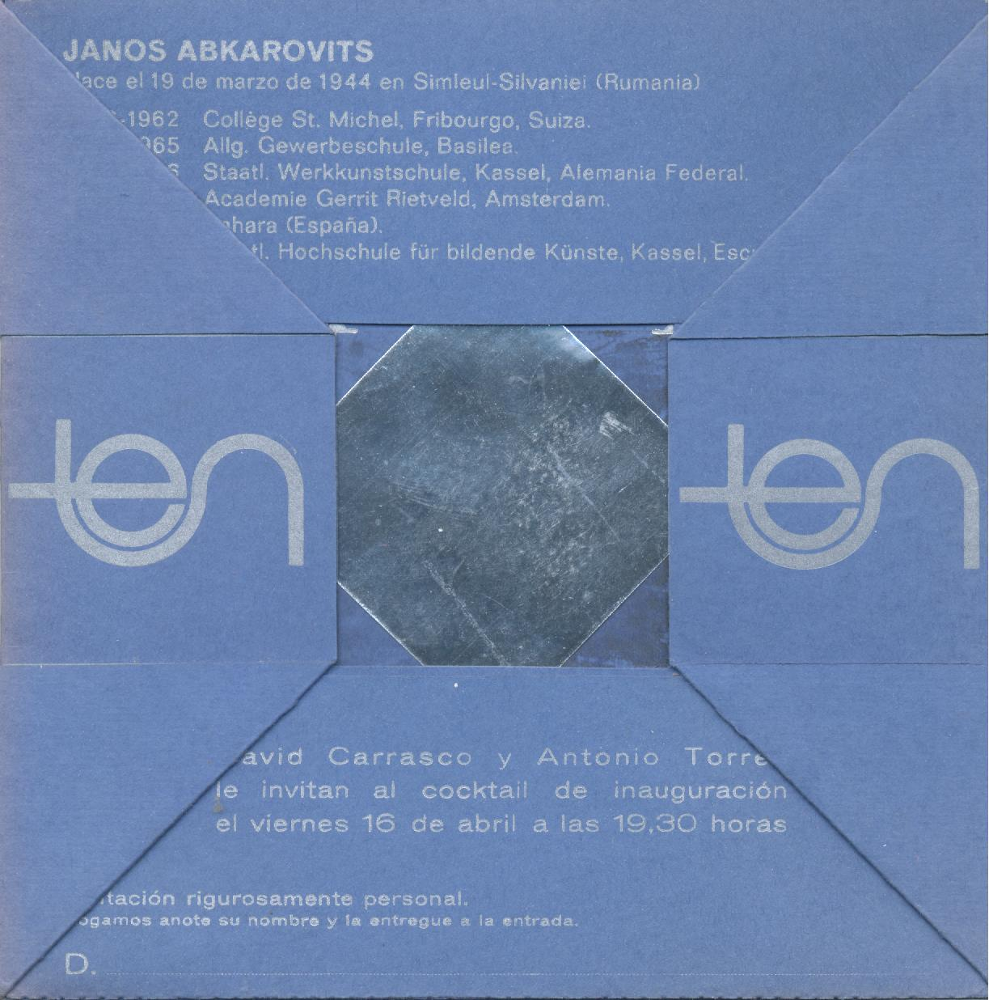 JANOS ABKAROVITS
ace el 19 de marzo de 1944 en Simleul-Silvaniei (Rumania)
-1962 Collège St. Michel, Fribourgo, Suiza.
965 Allg. Gewerbeschule, Basilea.
6 Staatl. Werkkunstschule, Kassel, Alemania Federal.
Academie Gerrit Rietveld, Amsterdam.
ahara (España).
tl. Hochschule für bildende Künste, Kassel, Esc
ten
ten
avid Carrasco y Antonio Torre
le invitan al cocktail de inauguración
el viernes 16 de abril a las 19,30 horas
itación rigurosamente personal.
ogamos anote su nombre y la entregue a la entrada.
D.